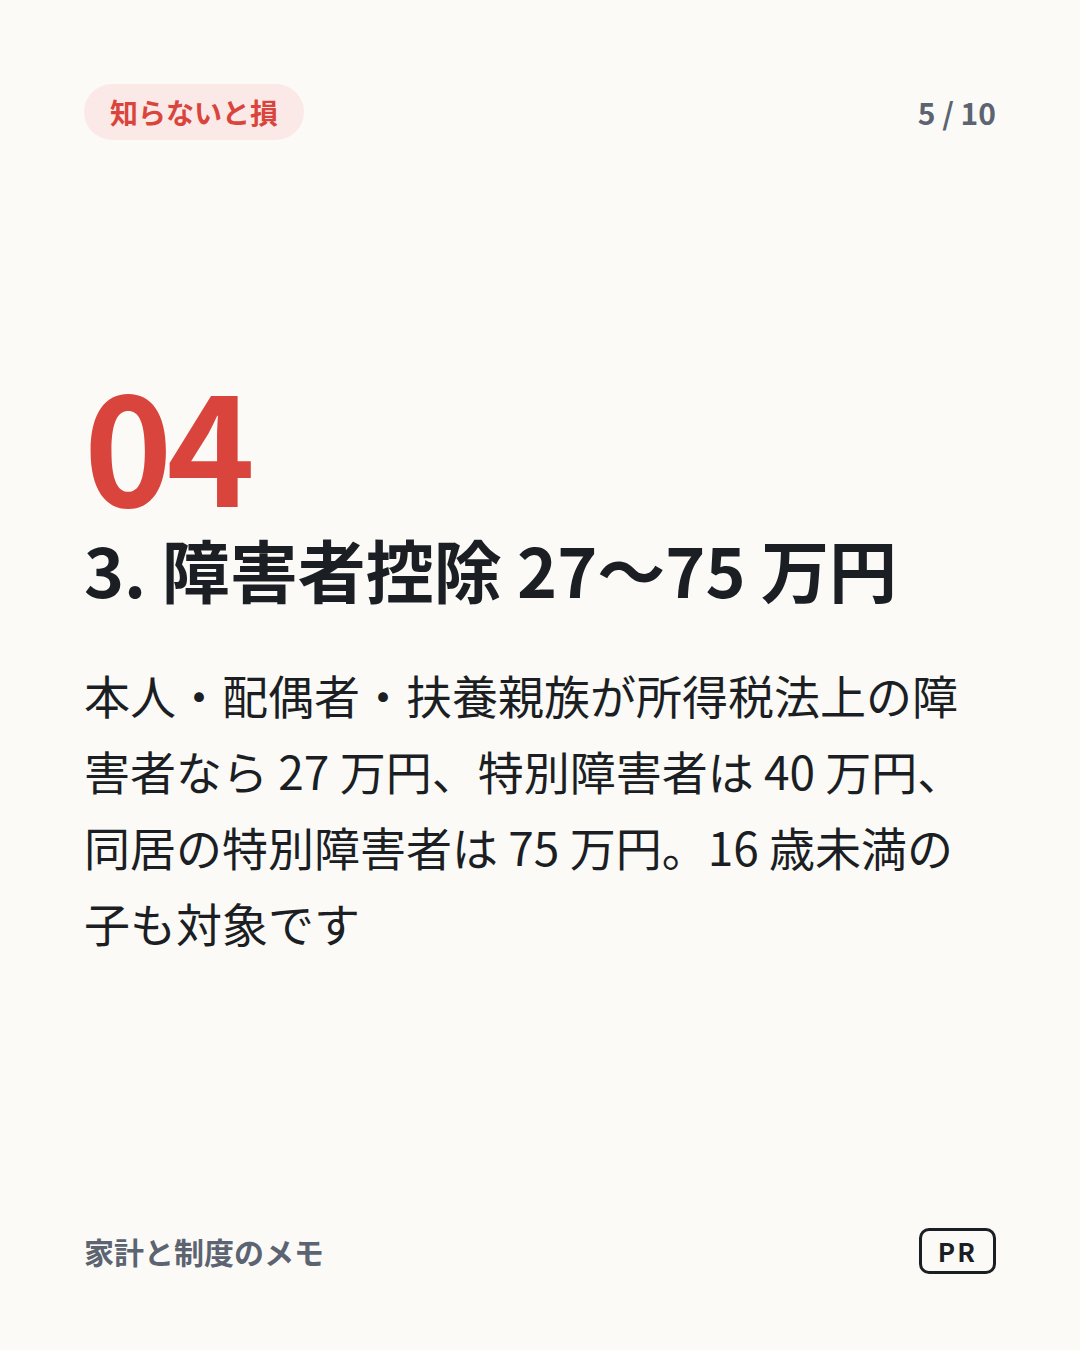 知らないと損
5 / 10
04
3. 障害者控除 27〜75 万円
本人・配偶者・扶養親族が所得税法上の障
害者なら 27 万円、特別障害者は 40 万円、
同居の特別障害者は 75 万円。16 歳未満の
子も対象です
家計と制度のメモ
PR